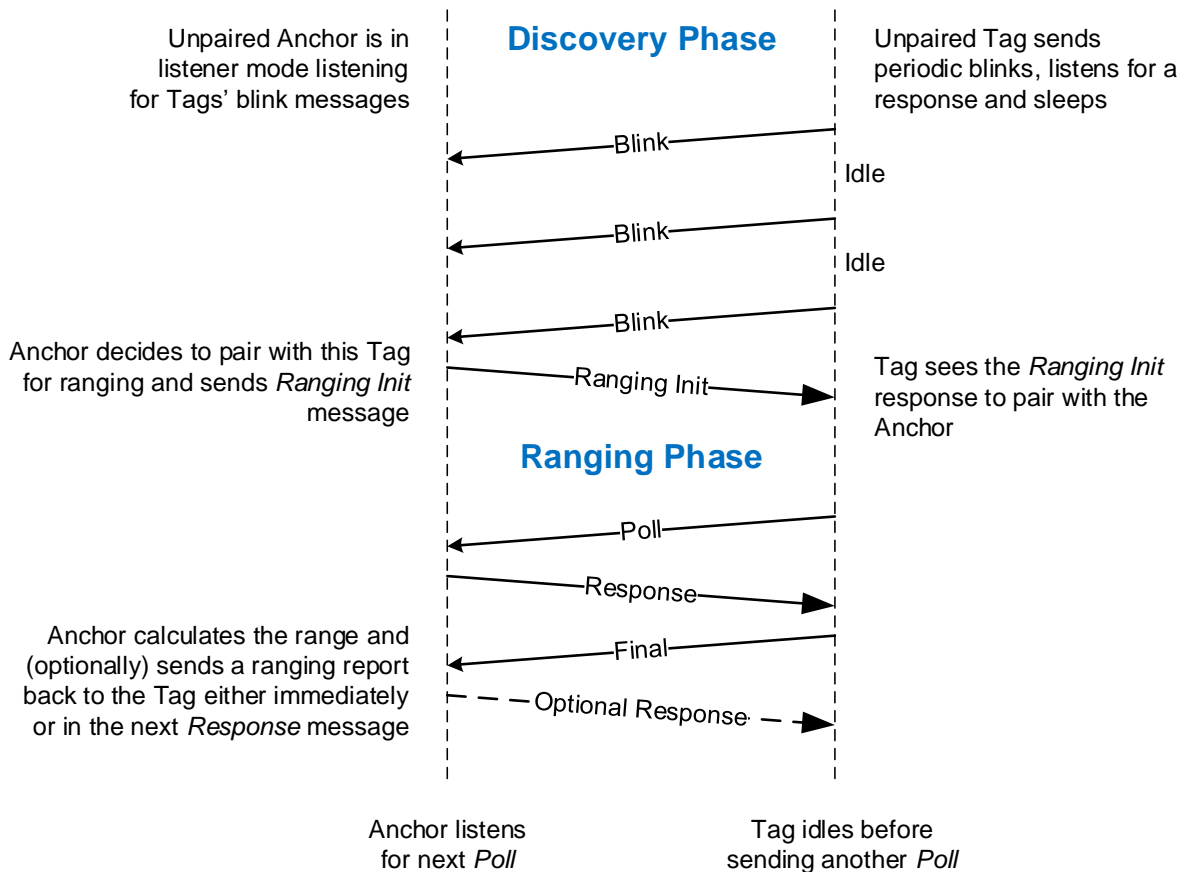 Discovery Phase
Unpaired Anchor is in
listener mode listening
for Tags’ blink messages
Unpaired Tag sends
periodic blinks, listens for a
response and sleeps
Blink
Idle
Blink
Idle
Blink
Anchor decides to pair with this Tag
for ranging and sends Ranging Init
message
Ranging Init
Tag sees the Ranging Init
response to pair with the
Anchor
Ranging Phase
Poll
Response
Final
Anchor calculates the range and
(optionally) sends a ranging report
back to the Tag either immediately
or in the next Response message
Optional Response
Anchor listens
for next Poll
Tag idles before
sending another Poll